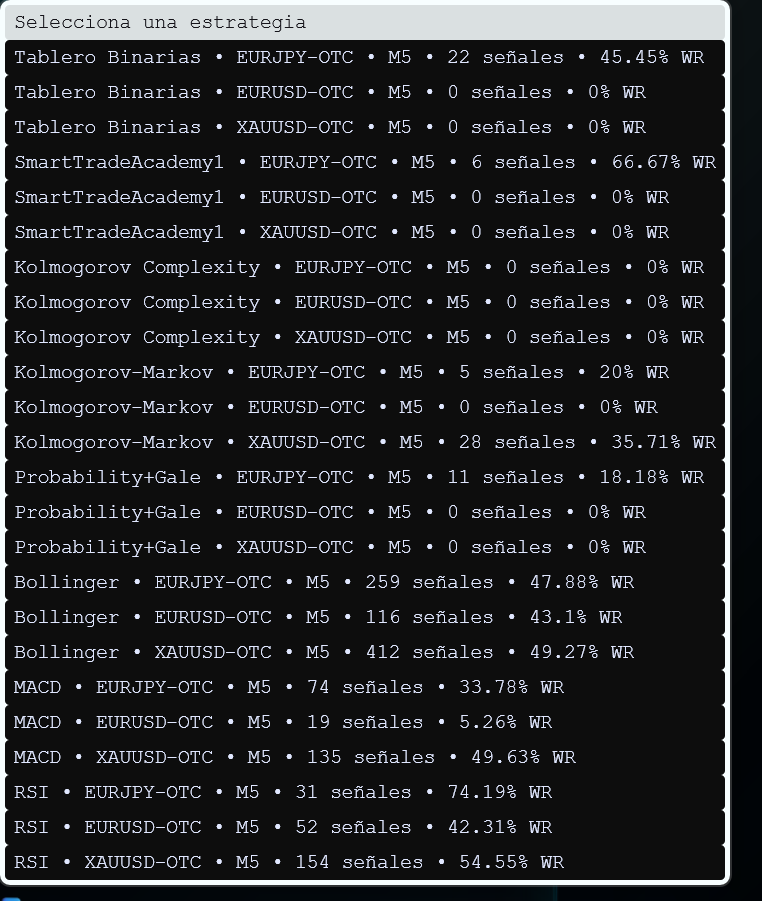 Selecciona una estrategia
Tablero Binarias • EURJPY-OTC • M5 • 22 señales • 45.45% WR
Tablero Binarias • EURUSD-OTC • M5 • 0 señales • 0% WR
Tablero Binarias • XAUUSD-OTC • M5 • 0 señales • 0% WR
SmartTradeAcademy1 • EURJPY-OTC • M5 • 6 señales • 66.67% WR
SmartTradeAcademy1 • EURUSD-OTC • M5 • 0 señales • 0% WR
SmartTradeAcademy1 • XAUUSD-OTC • M5 • 0 señales • 0% WR
Kolmogorov Complexity • EURJPY-OTC • M5 • 0 señales • 0% WR
Kolmogorov Complexity • EURUSD-OTC • M5 • 0 señales • 0% WR
Kolmogorov Complexity • XAUUSD-OTC • M5 • 0 señales • 0% WR
Kolmogorov-Markov • EURJPY-OTC • M5 • 5 señales • 20% WR
Kolmogorov-Markov • EURUSD-OTC • M5 • 0 señales • 0% WR
Kolmogorov-Markov • XAUUSD-OTC • M5 • 28 señales • 35.71% WR
Probability+Gale • EURJPY-OTC • M5 • 11 señales • 18.18% WR
Probability+Gale • EURUSD-OTC • M5 • 0 señales • 0% WR
Probability+Gale • XAUUSD-OTC • M5 • 0 señales • 0% WR
Bollinger • EURJPY-OTC • M5 • 259 señales • 47.88% WR
Bollinger • EURUSD-OTC • M5 • 116 señales • 43.1% WR
Bollinger • XAUUSD-OTC • M5 • 412 señales • 49.27% WR
MACD • EURJPY-OTC • M5 • 74 señales • 33.78% WR
MACD • EURUSD-OTC • M5 • 19 señales • 5.26% WR
MACD • XAUUSD-OTC • M5 • 135 señales • 49.63% WR
RSI • EURJPY-OTC • M5 • 31 señales • 74.19% WR
RSI • EURUSD-OTC • M5 • 52 señales • 42.31% WR
RSI • XAUUSD-OTC • M5 • 154 señales • 54.55% WR